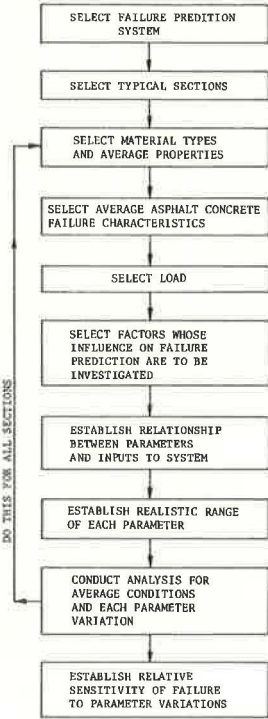 SELECT FAILURE PREDITION
SYSTEM
SELECT TYPICAL SECTIONS
SELECT MATERIAL TYPES
AND AVERAGE PROPERTIES
SELECT AVERAGE ASPHALT CONCRETE
FAILURE CHARACTERISTICS
SELECT LOAD
SELECT FACTORS WHOSE
INFLUENCE ON FAILURE
PREDICTION ARE TO BE
INVESTIGATED
ESTABLISH RELATIONSHIP
BETWEEN PARAMETERS
AND INPUTS TO SYSTEM
ESTABLISH REALISTIC RANGE
OF EACH PARAMETER
CONDUCT ANALYSIS FOR
AVERAGE CONDITIONS
AND EACH PARAMETER
VARIATION
ESTABLISH RELATIVE
SENSITIVITY OF FAILURE
TO PARAMETER VARIATIONS
DO THIS FOR ALL SECTIONS